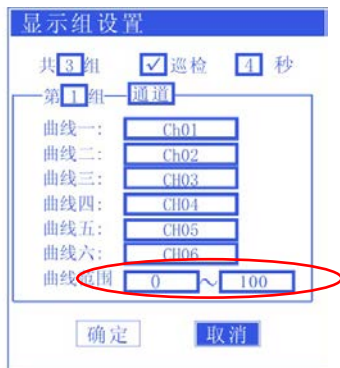 显示组设置
共 3 组 ✓ 巡检 4 秒
第 1 组 通道
曲线一: Ch01
曲线二: Ch02
曲线三: CH03
曲线四: CH04
曲线五: CH05
曲线六: CH06
曲线范围 0 ~ 100
确定 取消